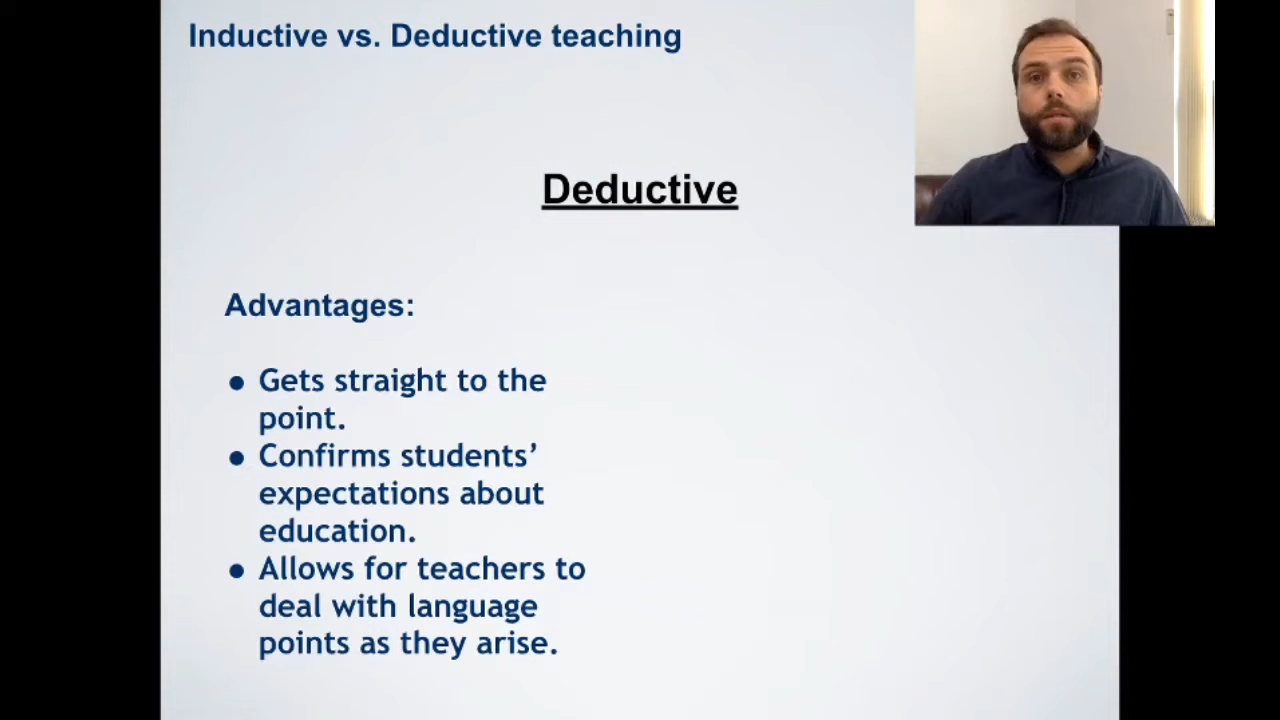 Inductive vs. Deductive teaching
Deductive
Advantages:
● Gets straight to the
point.
● Confirms students’
expectations about
education.
● Allows for teachers to
deal with language
points as they arise.